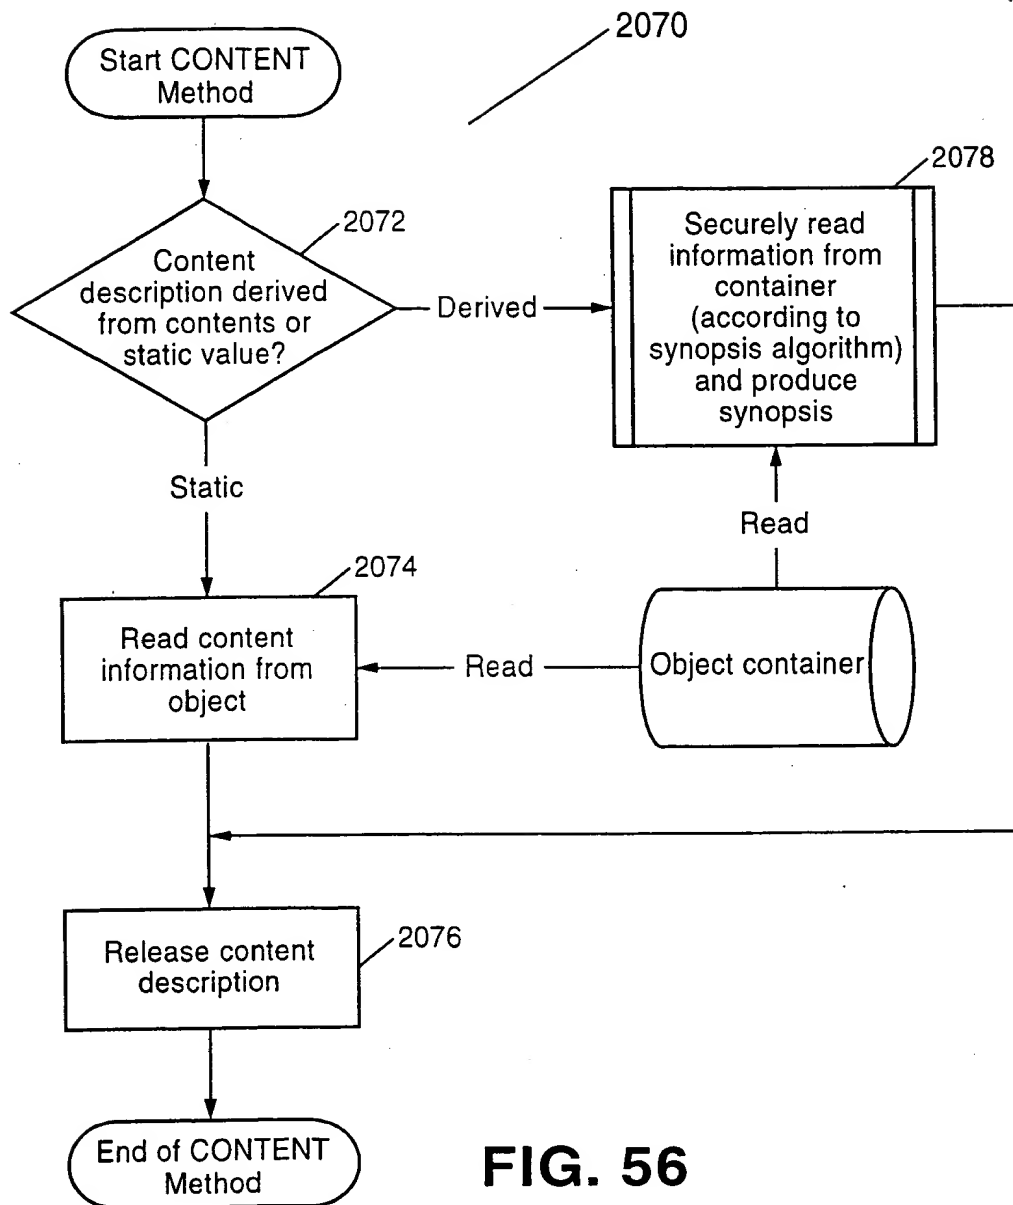 2070
Start CONTENT
Method
2078
2072
Content
description derived
from contents or
static value?
Derived
Securely read
information from
container
(according to
synopsis algorithm)
and produce
synopsis
Static
Read
2074
Read content
information from
object
Read
Object container
Release content
description
2076
End of CONTENT
Method
FIG. 56